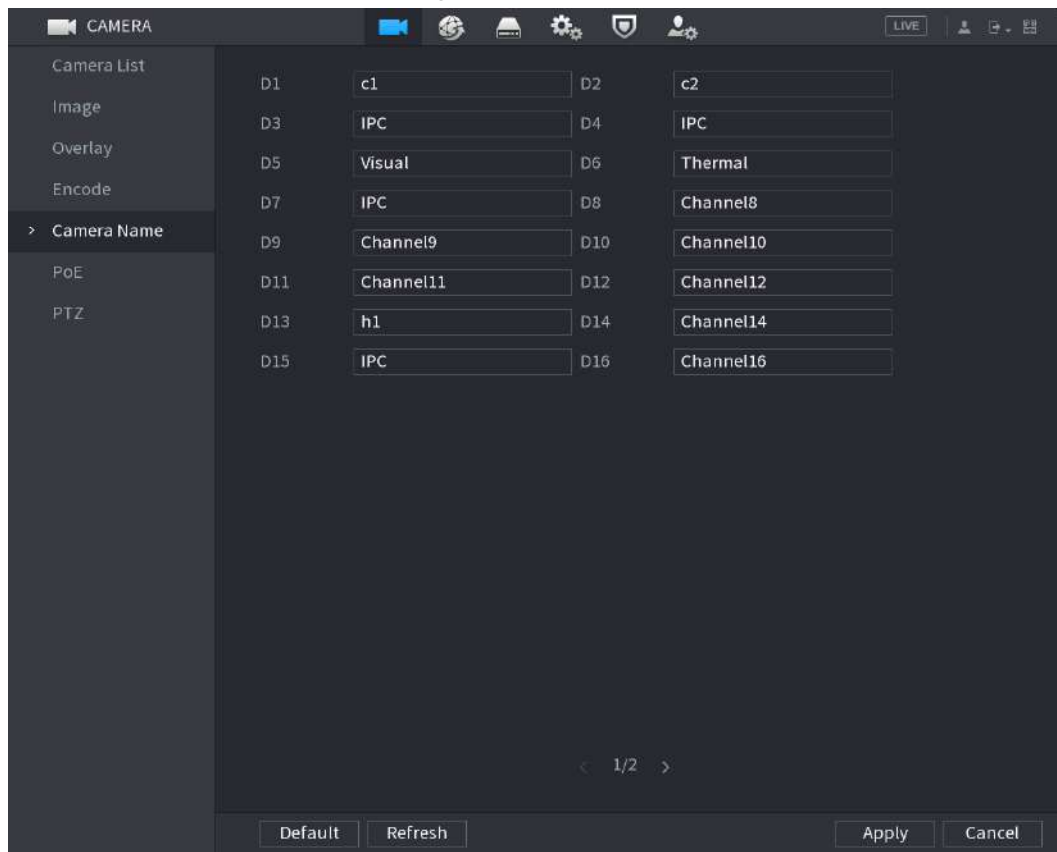 CAMERA LIVE
Camera List
Image
Overlay
Encode
> Camera Name
PoE
PTZ
D1 c1 D2 c2
D3 IPC D4 IPC
D5 Visual D6 Thermal
D7 IPC D8 Channel8
D9 Channel9 D10 Channel10
D11 Channel11 D12 Channel12
D13 h1 D14 Channel14
D15 IPC D16 Channel16
< 1/2 >
Default Refresh Apply Cancel